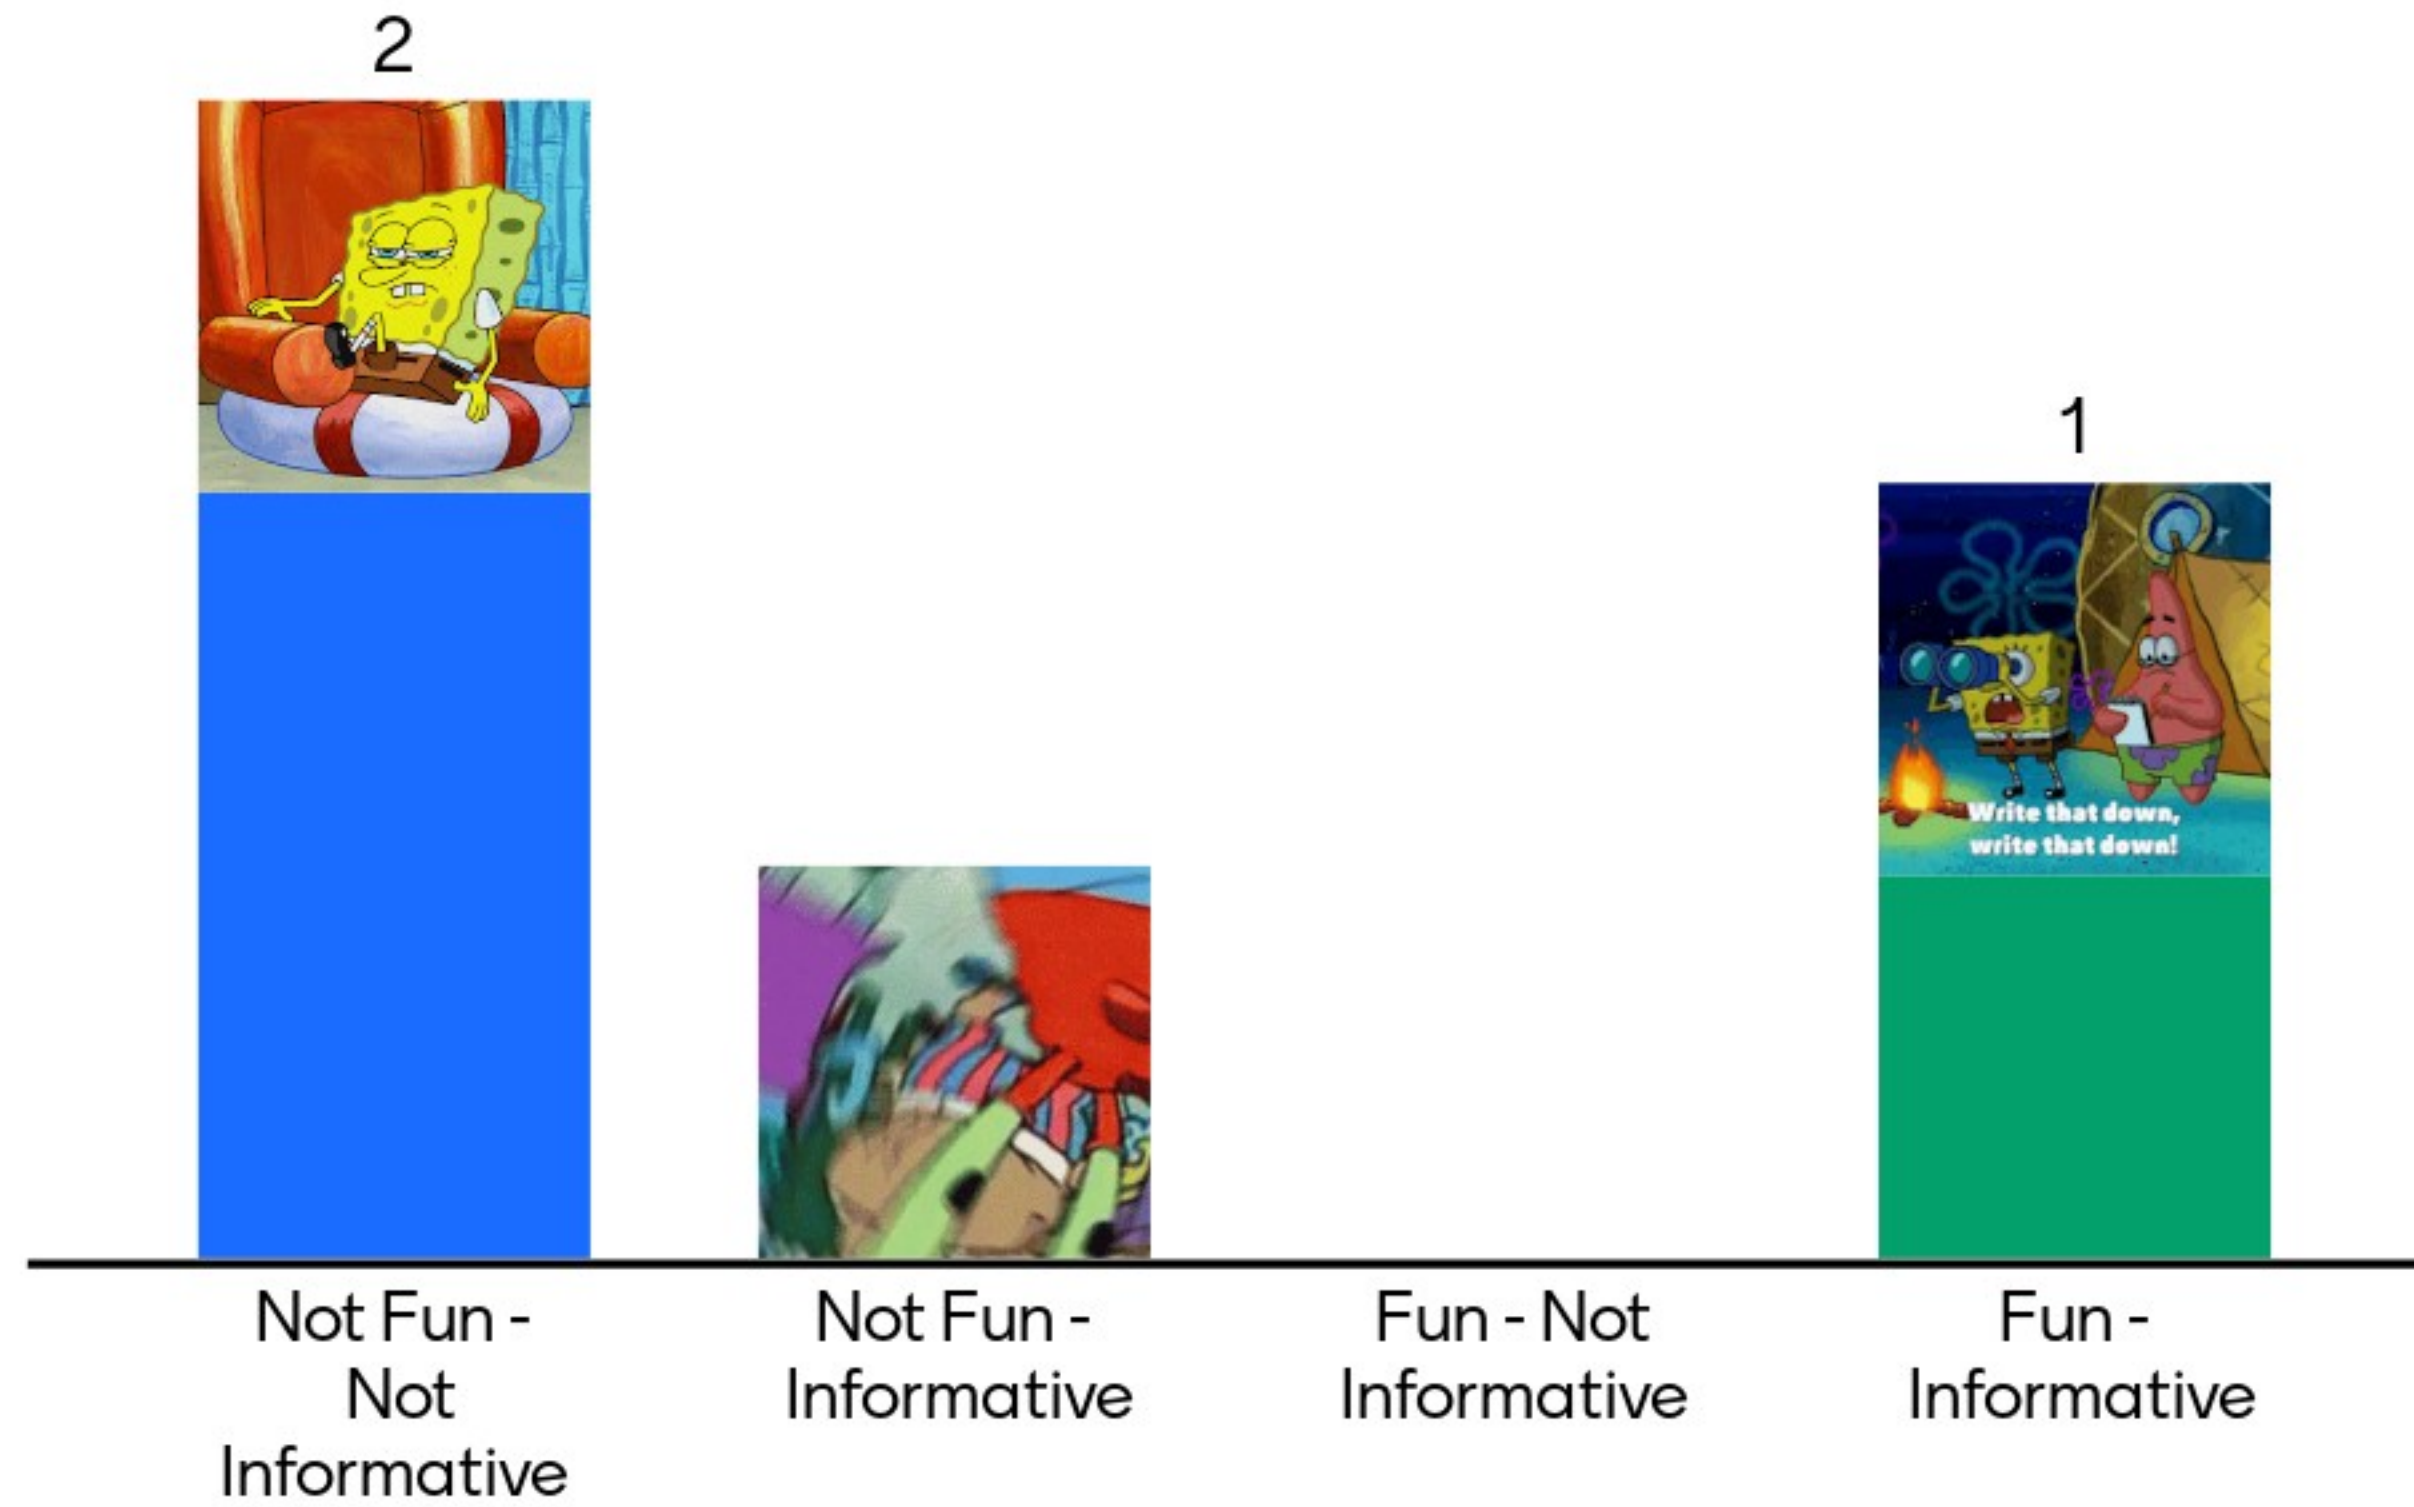 2
1
Write that down,
write that down!
Not Fun -
Not
Informative
Not Fun -
Informative
Fun - Not
Informative
Fun -
Informative